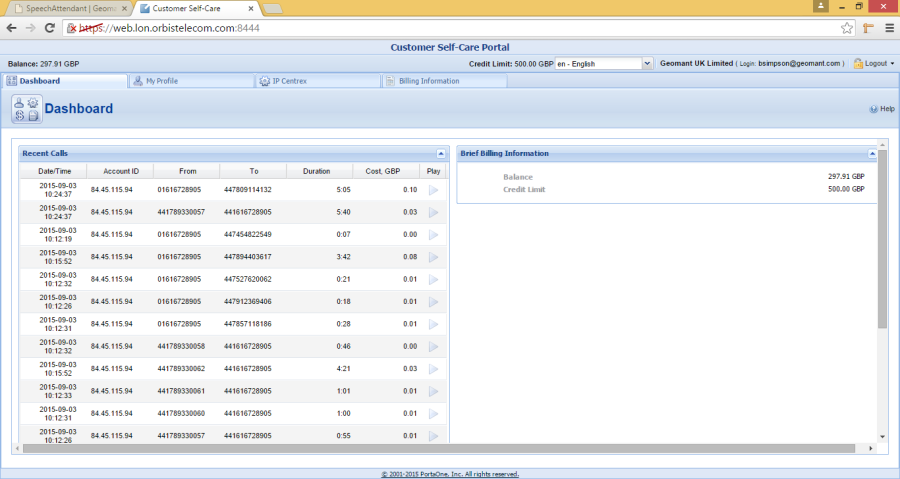 SpeechAttendant | Geomant
Customer Self-Care
https://web.lon.orbistelecom.com:8444
Customer Self-Care Portal
Balance: 297.91 GBP Credit Limit: 500.00 GBP en - English Geomant UK Limited ( Login: bsimpson@geomant.com ) Logout
Dashboard My Profile IP Centrex Billing Information
Dashboard Help
Recent Calls
Date/Time Account ID From To Duration Cost, GBP Play
2015-09-03 10:24:37 84.45.115.94 01616728905 447809114132 5:05 0.10
2015-09-03 10:24:37 84.45.115.94 441789330057 441616728905 5:40 0.03
2015-09-03 10:12:19 84.45.115.94 01616728905 447454822549 0:07 0.00
2015-09-03 10:15:52 84.45.115.94 01616728905 447894403617 3:42 0.08
2015-09-03 10:12:32 84.45.115.94 01616728905 447527620062 0:21 0.01
2015-09-03 10:12:26 84.45.115.94 01616728905 447912369406 0:18 0.01
2015-09-03 10:12:31 84.45.115.94 01616728905 447857118186 0:28 0.01
2015-09-03 10:12:32 84.45.115.94 441789330058 441616728905 0:46 0.00
2015-09-03 10:15:52 84.45.115.94 441789330062 441616728905 4:21 0.03
2015-09-03 10:12:33 84.45.115.94 441789330061 441616728905 1:01 0.01
2015-09-03 10:12:31 84.45.115.94 441789330060 441616728905 1:00 0.01
2015-09-03 10:12:26 84.45.115.94 441789330057 441616728905 0:55 0.01
Brief Billing Information
Balance 297.91 GBP
Credit Limit 500.00 GBP
© 2001-2015 PortaOne, Inc. All rights reserved.